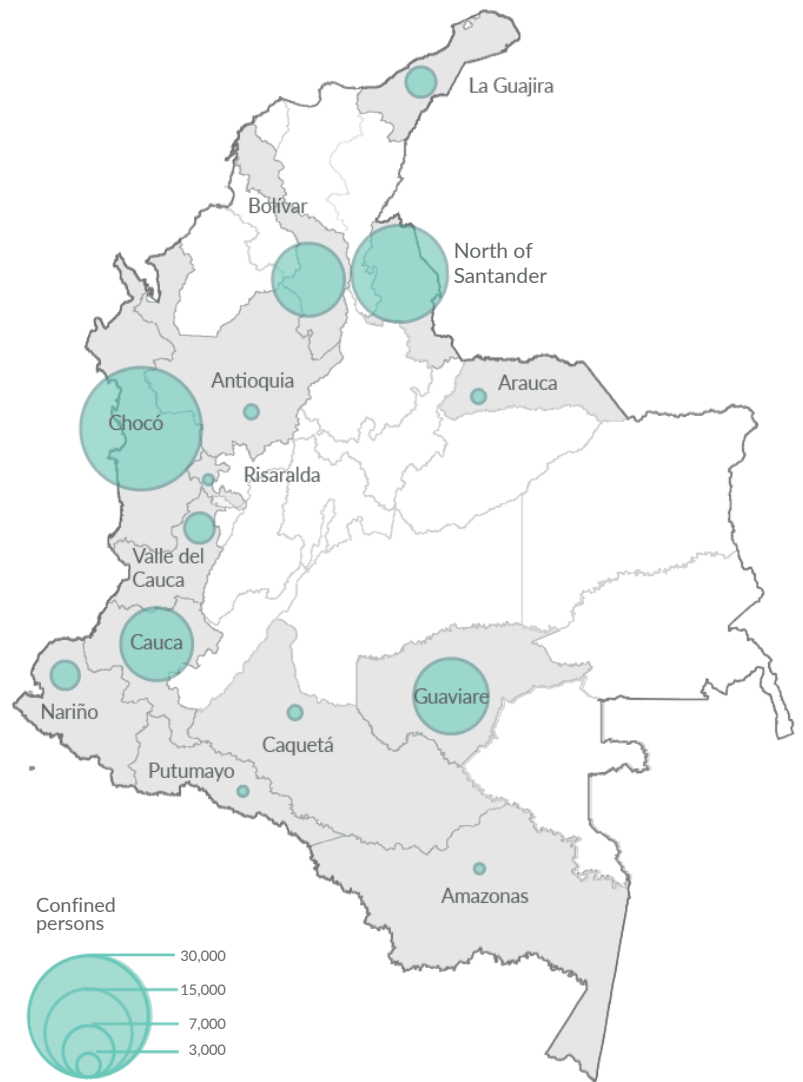 La Guajira
Bolívar
North of
Santander
Antioquia
Arauca
Chocó
Risaralda
Valle del
Cauca
Cauca
Guaviare
Nariño
Caquetá
Putumayo
Amazonas
Confined
persons
30,000
15,000
7,000
3,000